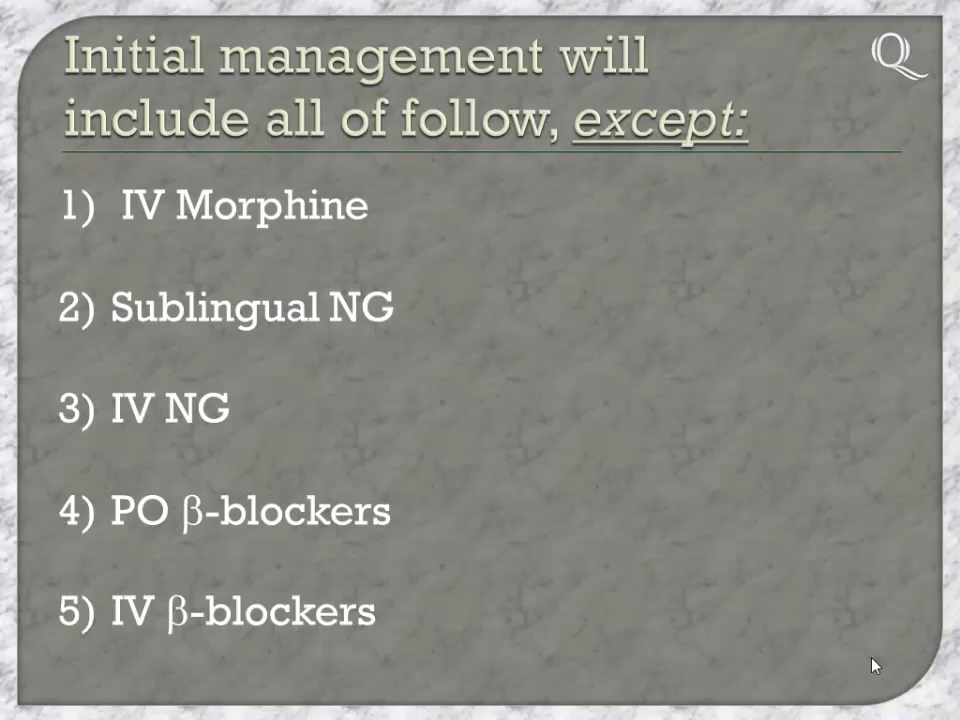 Initial management will
include all of follow, except:
Q
1) IV Morphine
2) Sublingual NG
3) IV NG
4) PO β-blockers
5) IV β-blockers